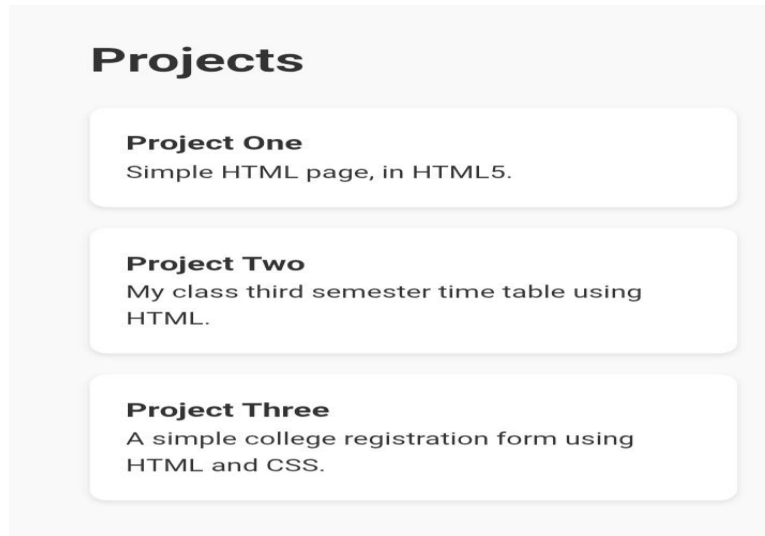 Projects
Project One
Simple HTML page, in HTML5.
Project Two
My class third semester time table using
HTML.
Project Three
A simple college registration form using
HTML and CSS.